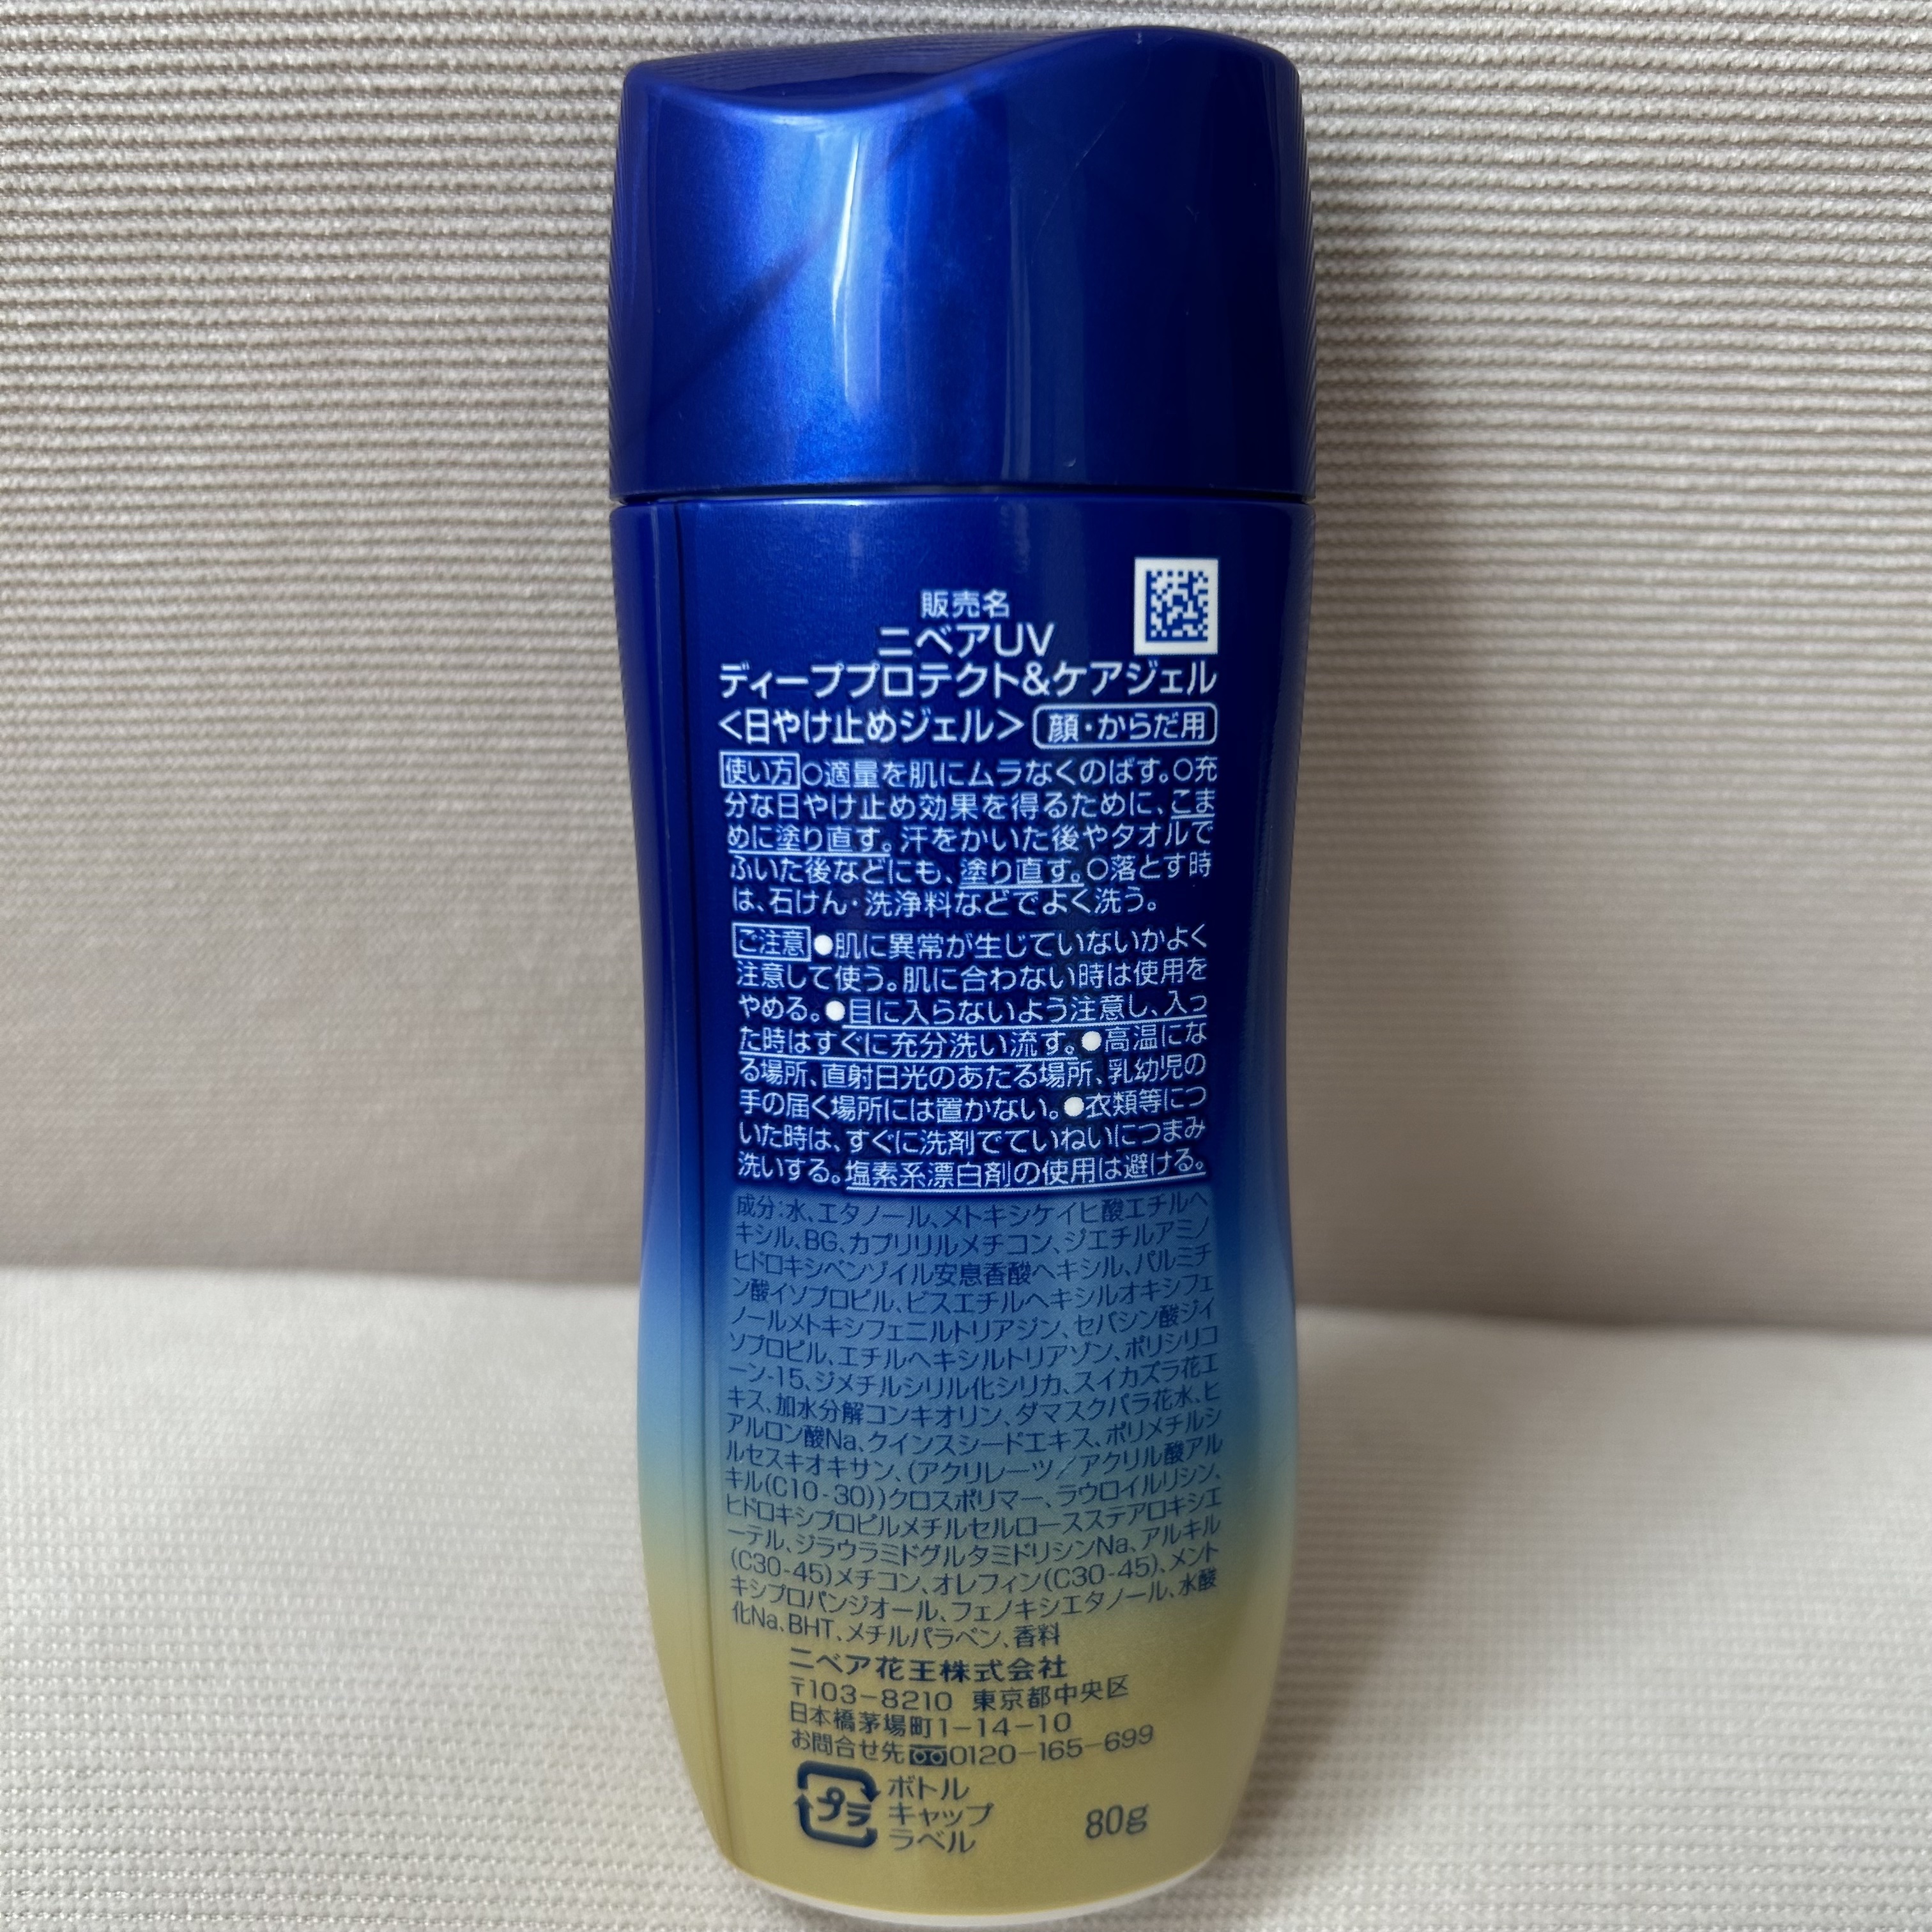 販売名
ニベアUV
ディーププロテクト&ケアジェル
<日やけ止めジェル> 顔・からだ用
使い方 ○適量を肌にムラなくのばす。○充
分な日やけ止め効果を得るために、こま
めに塗り直す。汗をかいた後やタオルで
ふいた後などにも、塗り直す。○落とす時
は、石けん・洗浄料などでよく洗う。
ご注意 ●肌に異常が生じていないかよく
注意して使う。肌に合わない時は使用を
やめる。●目に入らないよう注意し、入っ
た時はすぐに充分洗い流す。●高温にな
る場所、直射日光のあたる場所、乳幼児の
手の届く場所には置かない。●衣類等につ
いた時は、すぐに洗剤でていねいにつまみ
洗いする。塩素系漂白剤の使用は避ける。
成分:水、エタノール、メトキシケイヒ酸エチルヘ
キシル、BG、カプリリルメチコン、ジエチルアミノ
ヒドロキシベンゾイル安息香酸ヘキシル、パルミチ
ン酸イソプロピル、ビスエチルヘキシルオキシフェ
ノールメトキシフェニルトリアジン、セバシン酸ジイ
ソプロピル、エチルヘキシルトリアゾン、ポリシリコ
ーン-15、ジメチルシリル化シリカ、スイカズラ花エ
キス、加水分解コンキオリン、ダマスクバラ花水、ヒ
アルロン酸Na、クインスシードエキス、ポリメチルシ
ルセスキオキサン、(アクリレーツ/アクリル酸アル
キル(C10-30))クロスポリマー、ラウロイルリシン、
ヒドロキシプロピルメチルセルロースステアロキシエ
ーテル、ジラウラミドグルタミドリシンNa、アルキル
(C30-45)メチコン、オレフィン(C30-45)、メント
キシプロパンジオール、フェノキシエタノール、水酸
化Na、BHT、メチルパラベン、香料
ニベア花王株式会社
〒103-8210 東京都中央区
日本橋茅場町1-14-10
お問合せ先 0120-165-699
プラ
ボトル
キャップ
ラベル
80g